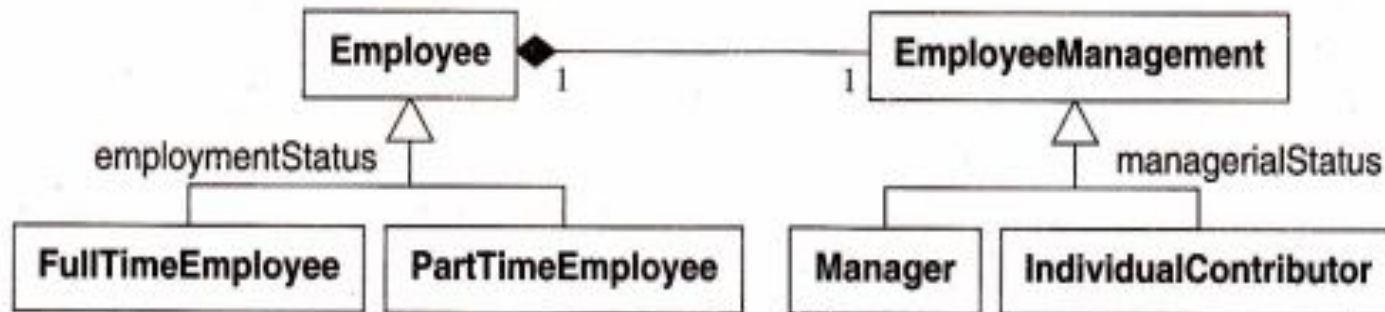 Employee
EmployeeManagement
1
1
employmentStatus
managerialStatus
FullTimeEmployee
PartTimeEmployee
Manager
IndividualContributor